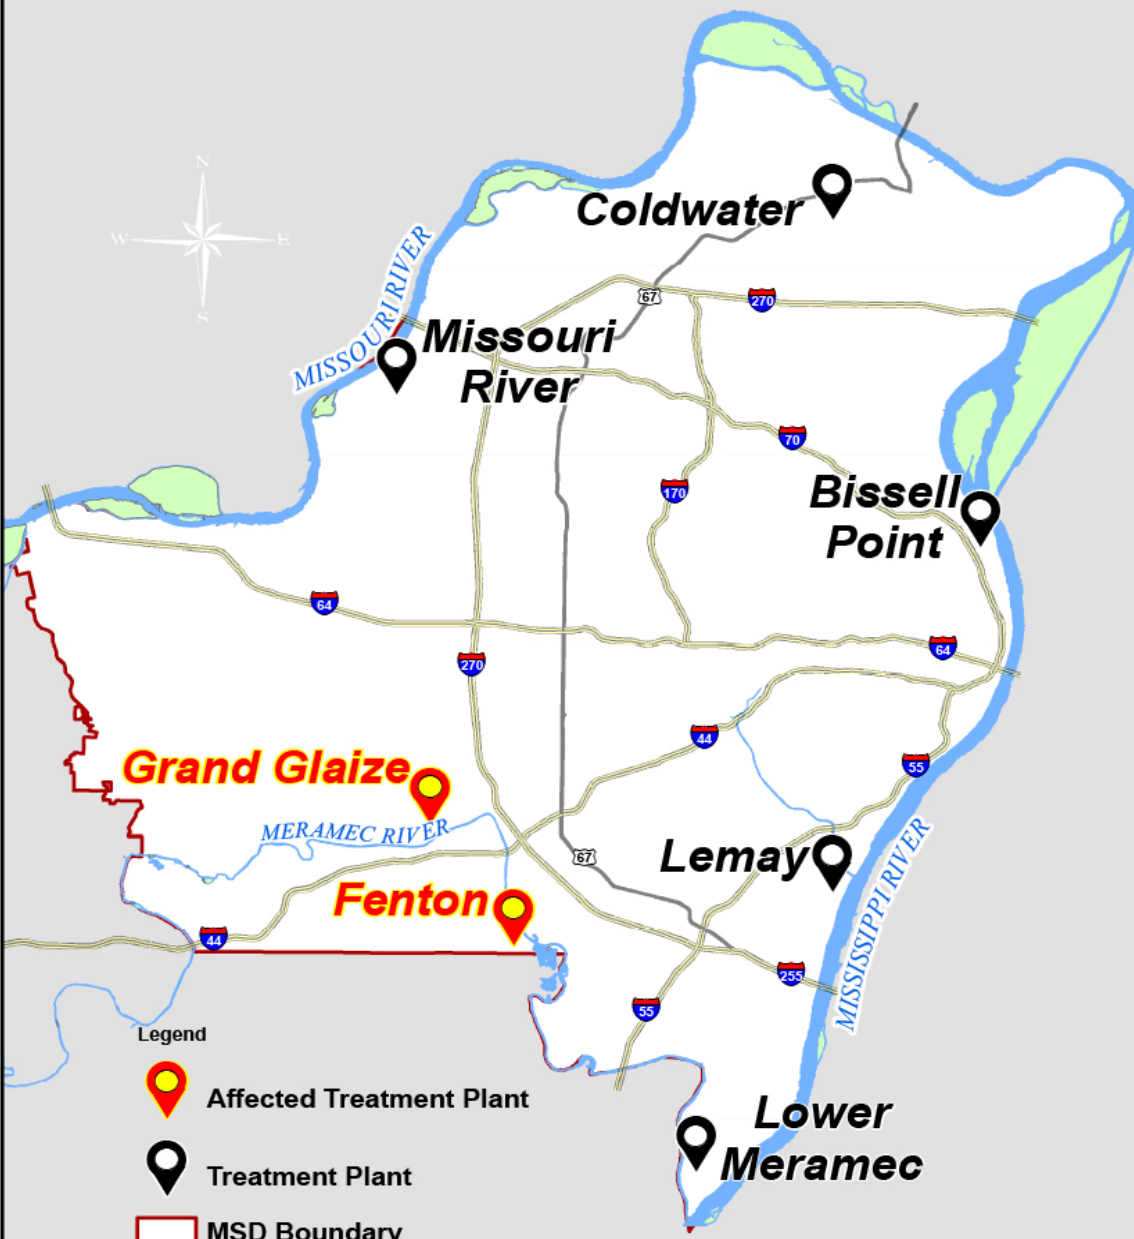 N
W
E
S
Coldwater
MISSOURI RIVER
67
270
Missouri
River
70
170
Bissell
Point
64
64
270
44
55
Grand Glaize
MERAMEC RIVER
67
Lemay
Fenton
44
MISSISSIPPI RIVER
255
55
Legend
Affected Treatment Plant
Lower
Meramec
Treatment Plant
MSD Boundary